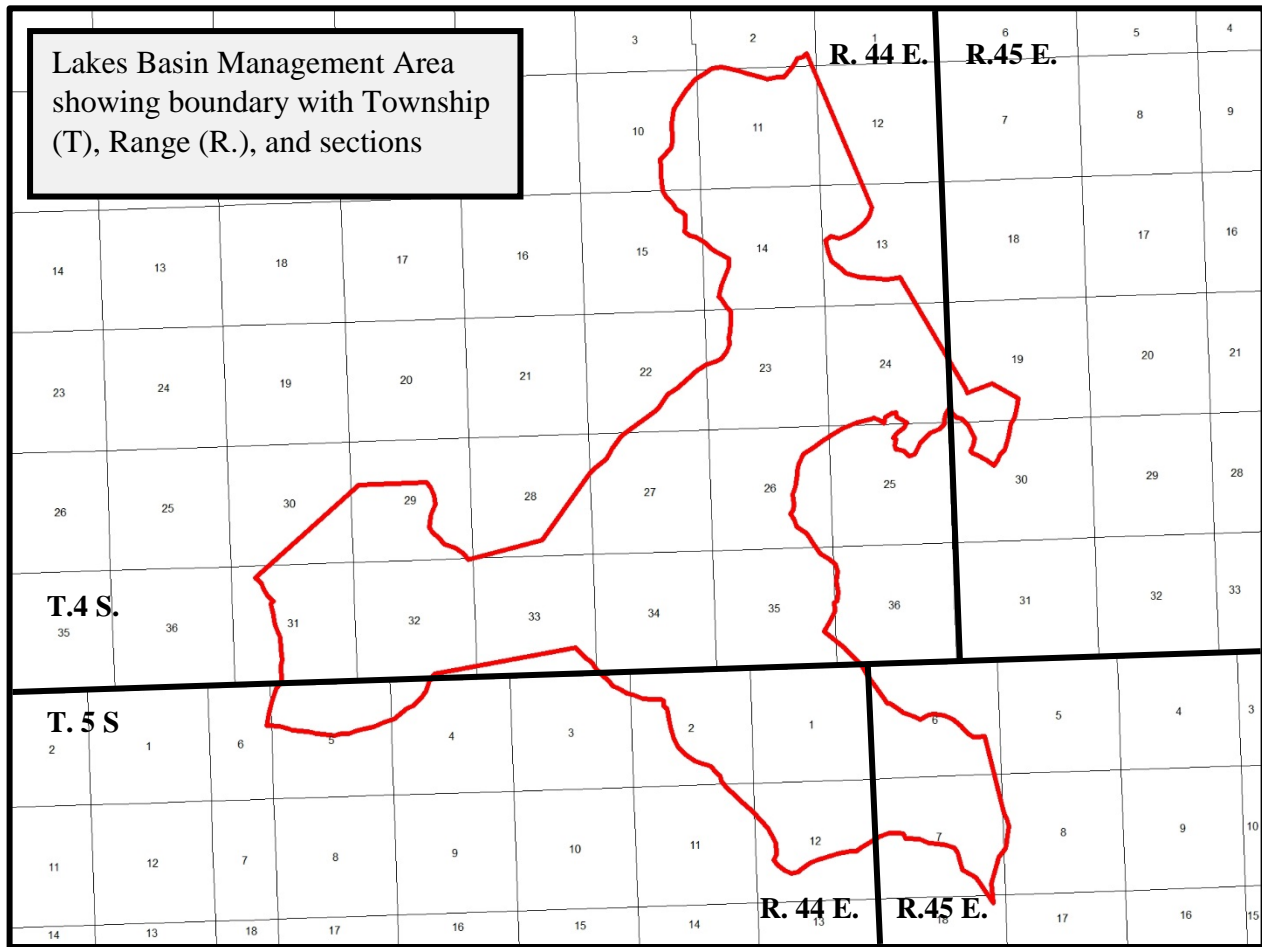 Lakes Basin Management Area
showing boundary with Township
(T), Range (R.), and sections
3 2 1 6 5 4
R. 44 E. R.45 E.
10 11 12 7 8 9
14 13 18 17 16 15 14 13 18 17 16
23 24 19 20 21 22 23 24 19 20 21
26 25 30 29 28 27 26 25 30 29 28
T.4 S.
35 36 31 32 33 34 35 36 31 32 33
T. 5 S
2 1 6 5 4 3 2 1 6 5 4 3
11 12 7 8 9 10 11 12 7 8 9 10
R. 44 E. R.45 E.
14 13 18 17 16 15 14 13 18 17 16 15